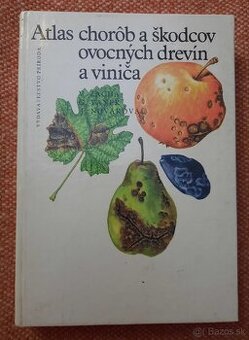 Atlas chorôb a škodcov
ovocných drevín
a viniča
VYDAVATEĽSTVO PRÍRODA
© Bazos.sk